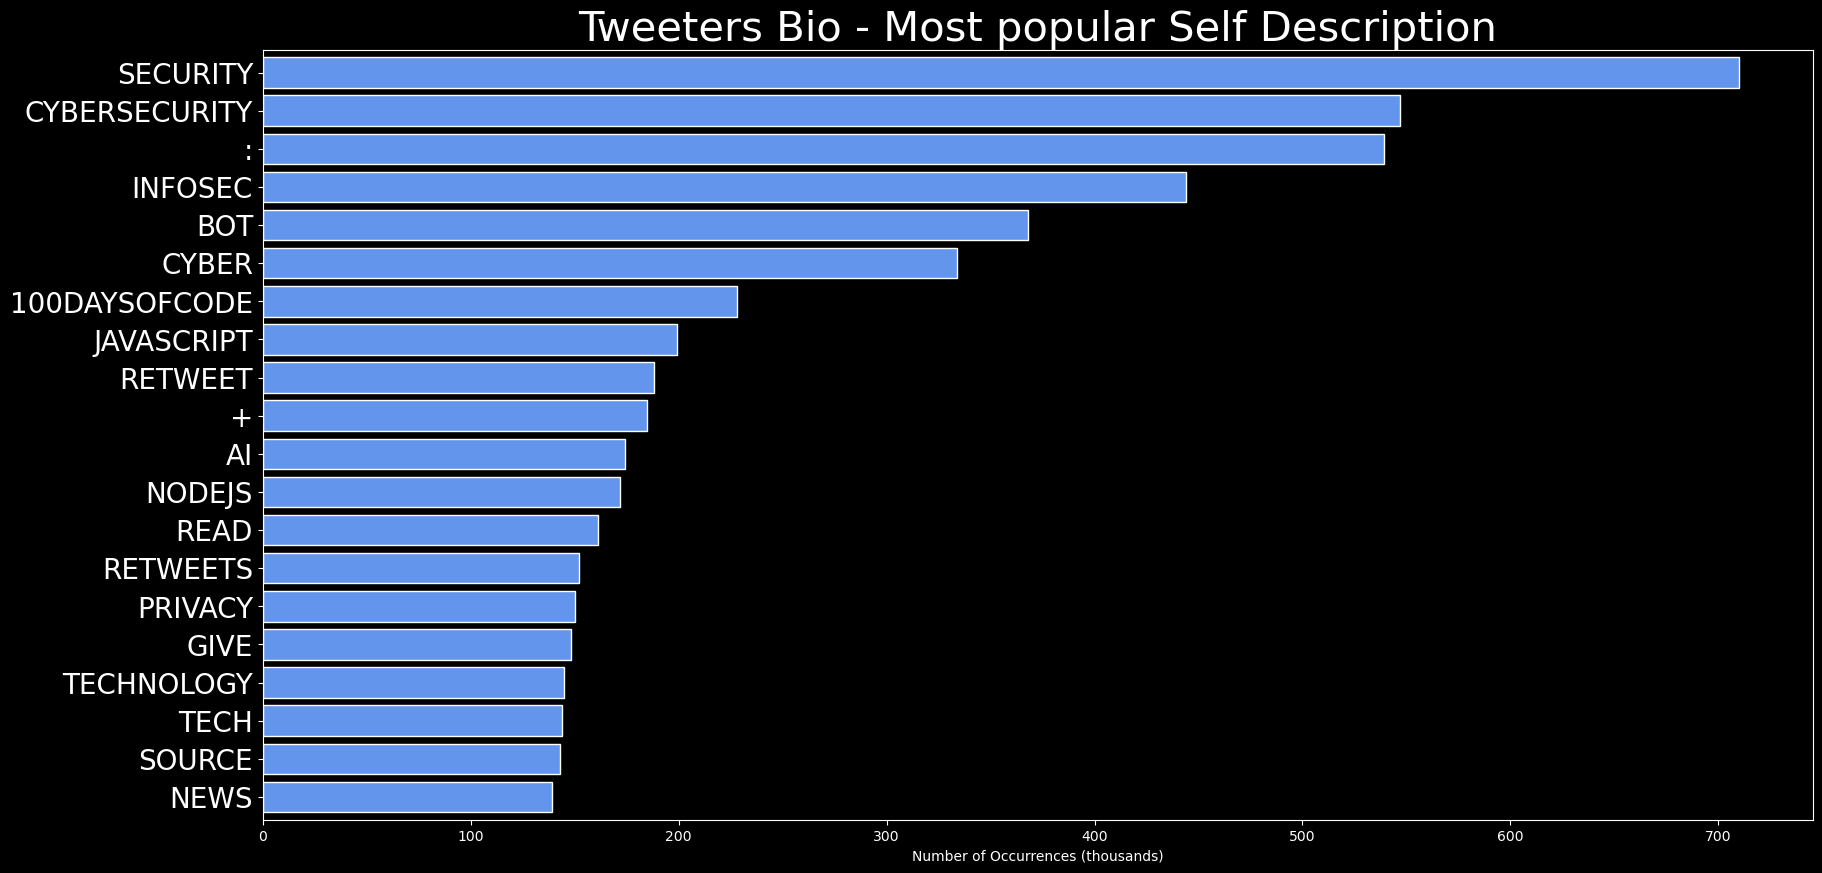 Tweeters Bio - Most popular Self Description
SECURITY
CYBERSECURITY
:
INFOSEC
BOT
CYBER
100DAYSOFCODE
JAVASCRIPT
RETWEET
+
AI
NODEJS
READ
RETWEETS
PRIVACY
GIVE
TECHNOLOGY
TECH
SOURCE
NEWS
0 100 200 300 400 500 600 700
Number of Occurrences (thousands)